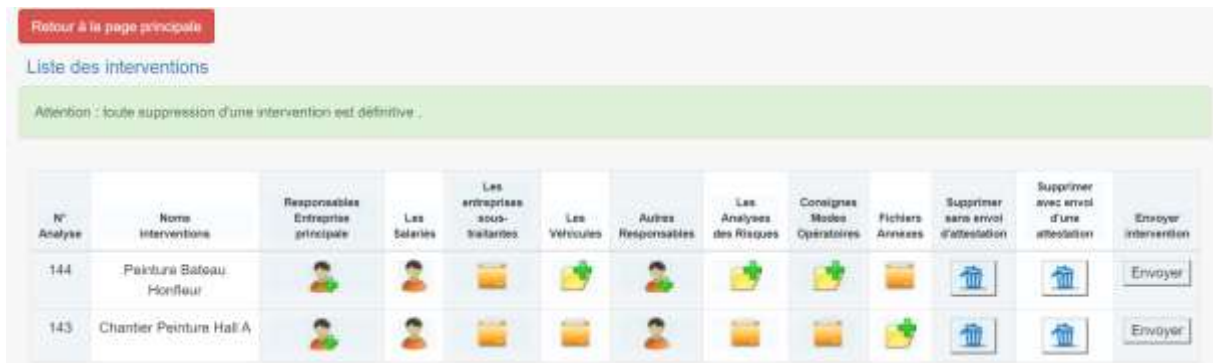 Retour à la page principale
Liste des interventions
Attention : toute suppression d'une intervention est définitive .
N° Analyse
Noms interventions
Responsables Entreprise principale
Les Salariés
Les entreprises sous-traitantes
Les Véhicules
Autres Responsables
Les Analyses des Risques
Consignes Modes Opératoires
Fichiers Annexes
Supprimer sans envoi d'attestation
Supprimer avec envoi d'une attestation
Envoyer intervention
144
Peinture Bateau
Honfleur
Envoyer
143
Chantier Peinture Hall A
Envoyer